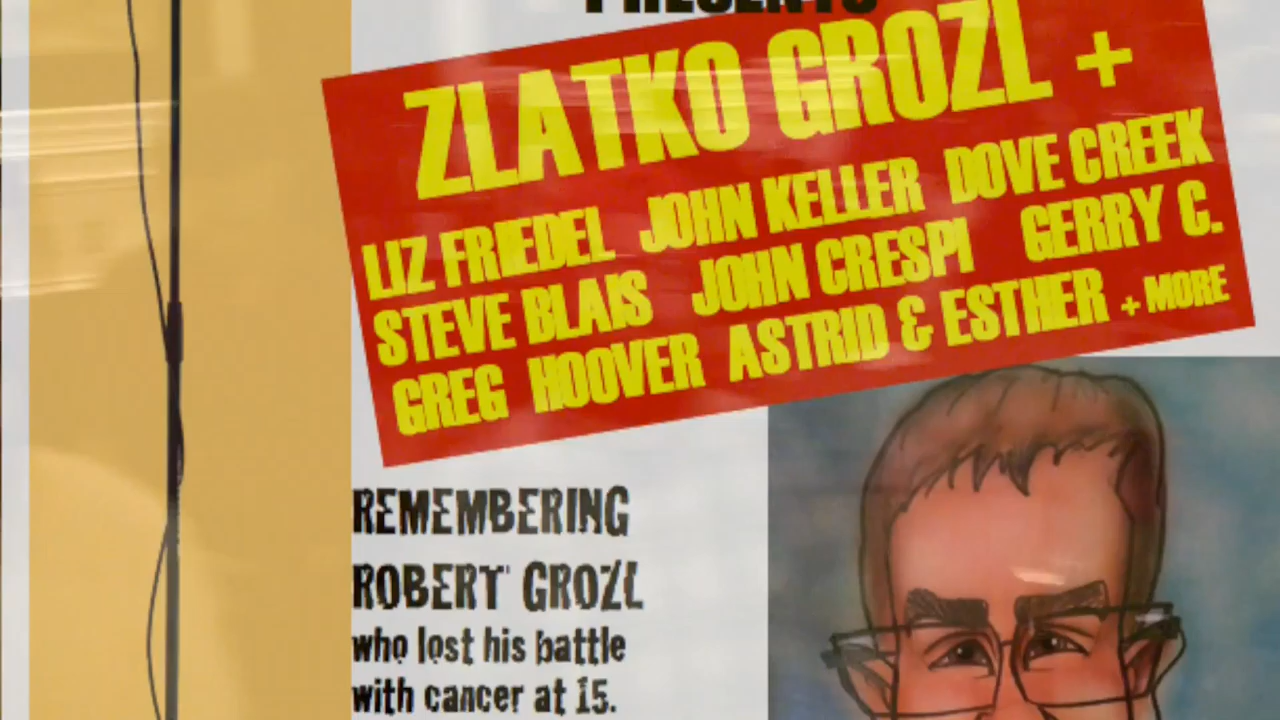 PRESENTS
ZLATKO GROZL +
LIZ FRIEDEL JOHN KELLER DOVE CREEK
STEVE BLAIS JOHN CRESPI GERRY C.
GREG HOOVER ASTRID & ESTHER + MORE
REMEMBERING
ROBERT GROZL
who lost his battle
with cancer at 15.